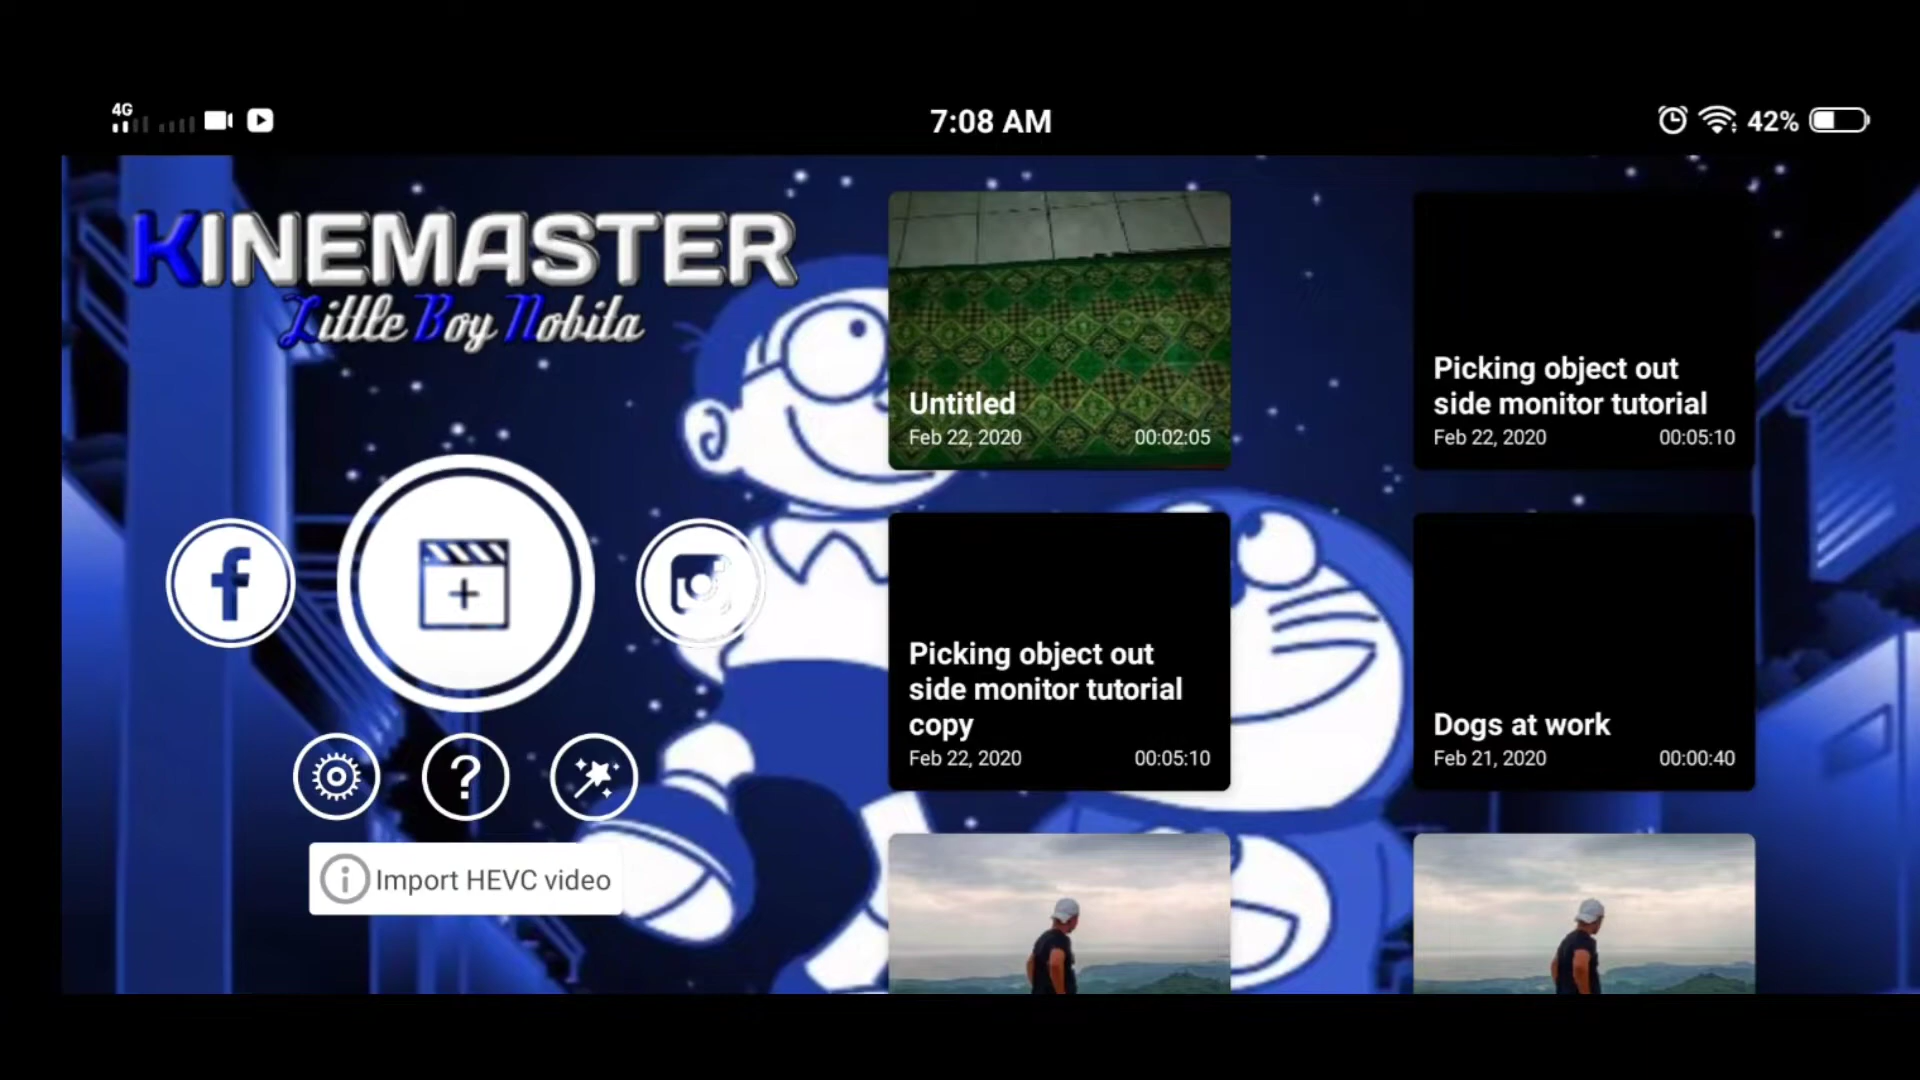 4G
7:08 AM
42%
KINEMASTER
Little Boy Nobita
Untitled
Feb 22, 2020 00:02:05
Picking object out
side monitor tutorial
Feb 22, 2020 00:05:10
Picking object out
side monitor tutorial
copy
Feb 22, 2020 00:05:10
Dogs at work
Feb 21, 2020 00:00:40
Import HEVC video